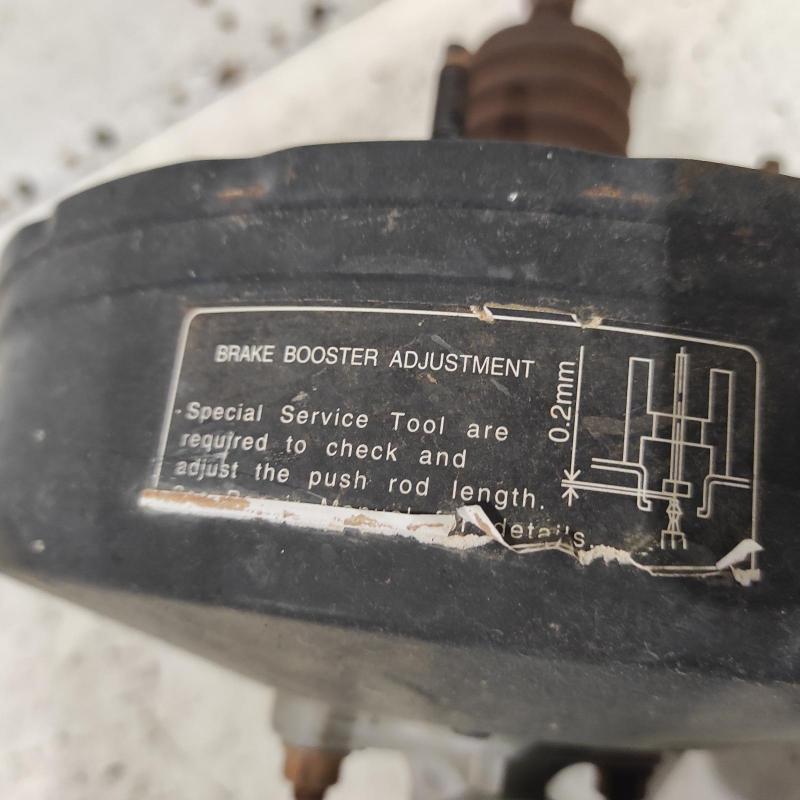 BRAKE BOOSTER ADJUSTMENT
Special Service Tool are
required to check and
adjust the push rod length.
details.
0.2mm